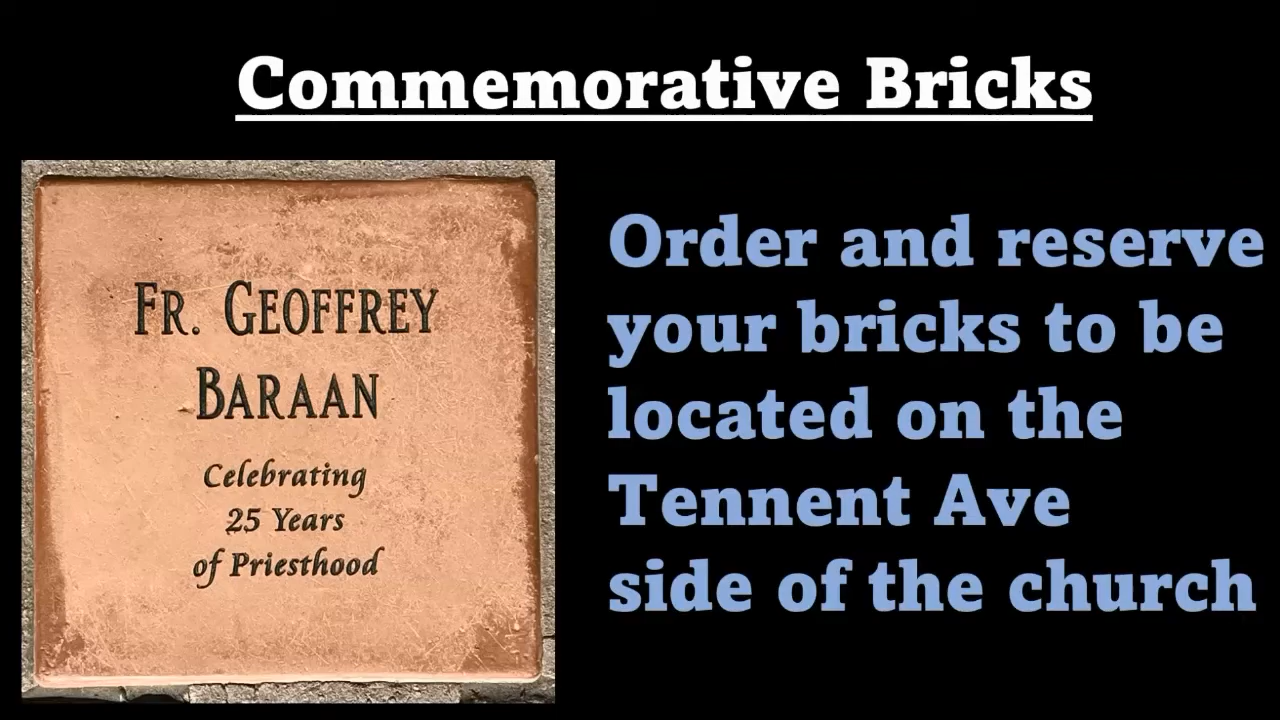 Commemorative Bricks
FR. GEOFFREY
BARAAN
Celebrating
25 Years
of Priesthood
Order and reserve
your bricks to be
located on the
Tennent Ave
side of the church